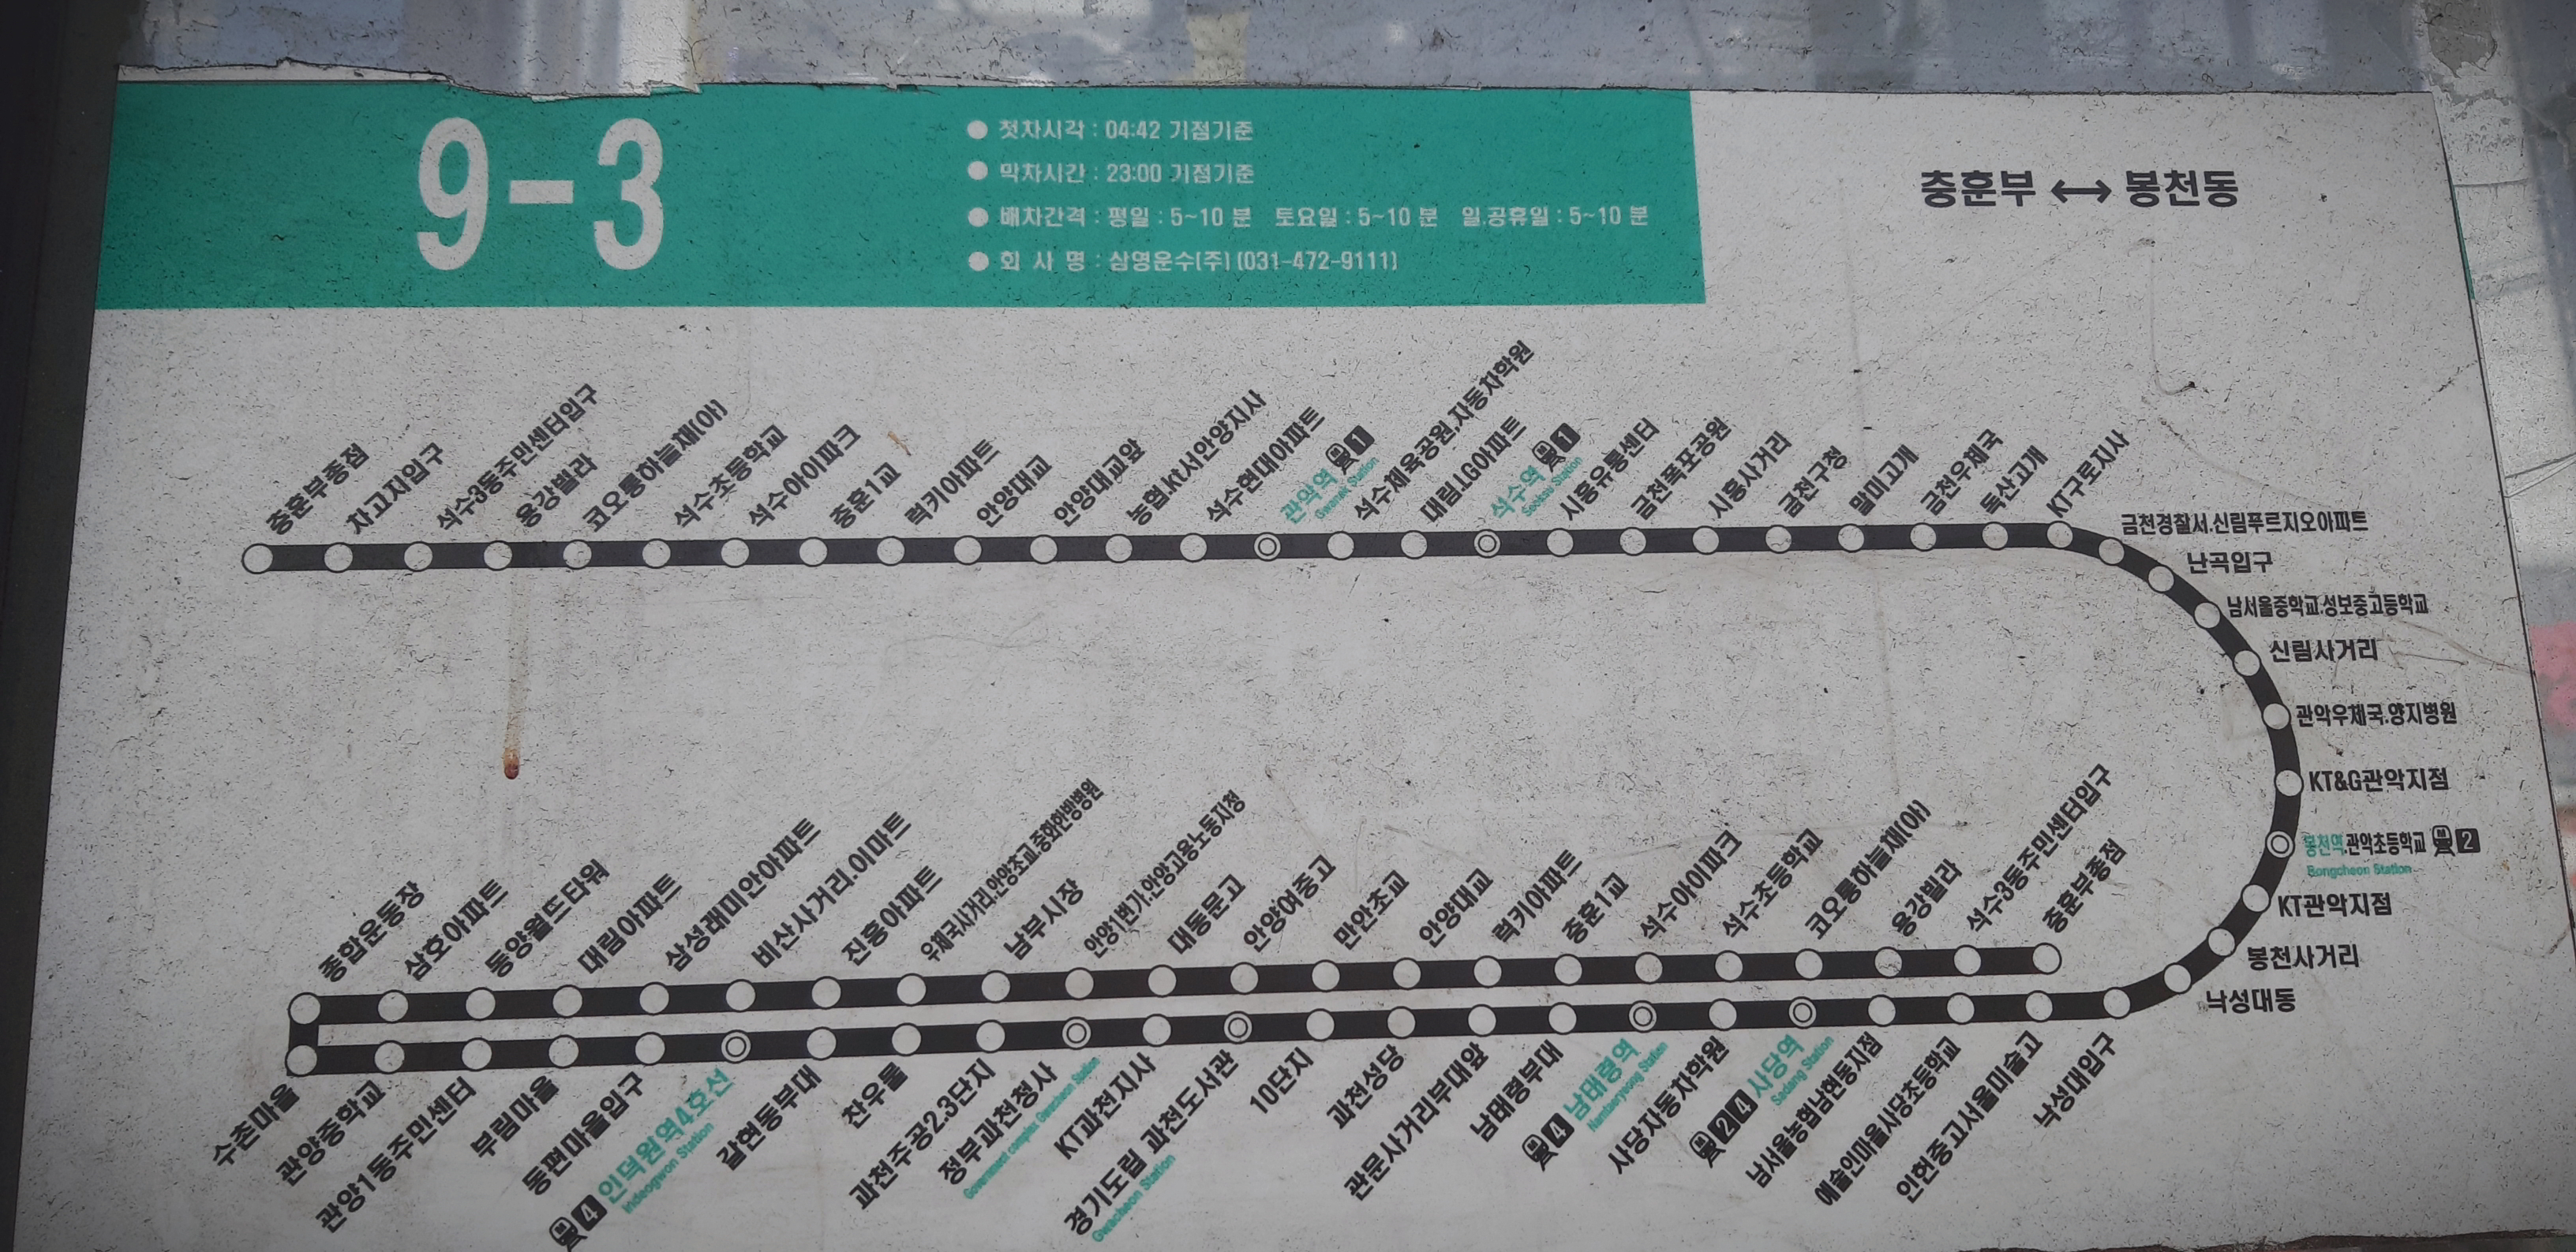 9-3
첫차시각 : 04:42 기점기준
막차시간 : 23:00 기점기준
배차간격 : 평일 : 5~10 분 토요일 : 5~10 분 일.공휴일 : 5~10 분
회 사 명 : 삼영운수(주) (031-472-9111)
충훈부 ↔ 봉천동
충훈부종점
차고지입구
석수3동주민센터입구
용강빌라
코오롱하늘채(아)
석수초등학교
석수아이파크
충훈1교
럭키아파트
안양대교
안양대교앞
농협.kt서안양지사
석수현대아파트
관악역 1
Gwanak Station
석수체육공원.자동차학원
대림.LG아파트
석수역 1
Seoksu Station
시흥유통센터
금천폭포공원
시흥사거리
금천구청
말미고개
금천우체국
독산고개
KT구로지사
금천경찰서.신림푸르지오아파트
난곡입구
남서울중학교.성보중고등학교
신림사거리
관악우체국.양지병원
KT&G관악지점
봉천역.관악초등학교 2
Bongcheon Station
KT관악지점
봉천사거리
낙성대동
낙성대입구
인헌중고서울미술고
예술인마을사당초등학교
남서울농협남현동지점
2 4 사당역
Sadang Station
사당자동차학원
4 남태령역
Namtaeryeong Station
남태령부대
관문사거리부대앞
과천성당
10단지
경기도립 과천도서관
Gwacheon Station
KT과천지사
정부과천청사
Government complex Gwacheon Station
과천주공2.3단지
찬우물
갈현동부대
4 인덕원역4호선
Indeogwon Station
동편마을입구
부림마을
관양1동주민센터
관양중학교
수촌마을
종합운동장
삼호아파트
동양월드타워
대림아파트
삼성래미안아파트
비산사거리.이마트
진흥아파트
우체국사거리.안양초교.중화한방병원
남부시장
안양1번가.안양고용노동지청
대동문고
안양여중고
만안초교
안양대교
럭키아파트
충훈1교
석수아이파크
석수초등학교
코오롱하늘채(아)
용강빌라
석수3동주민센터입구
충훈부종점